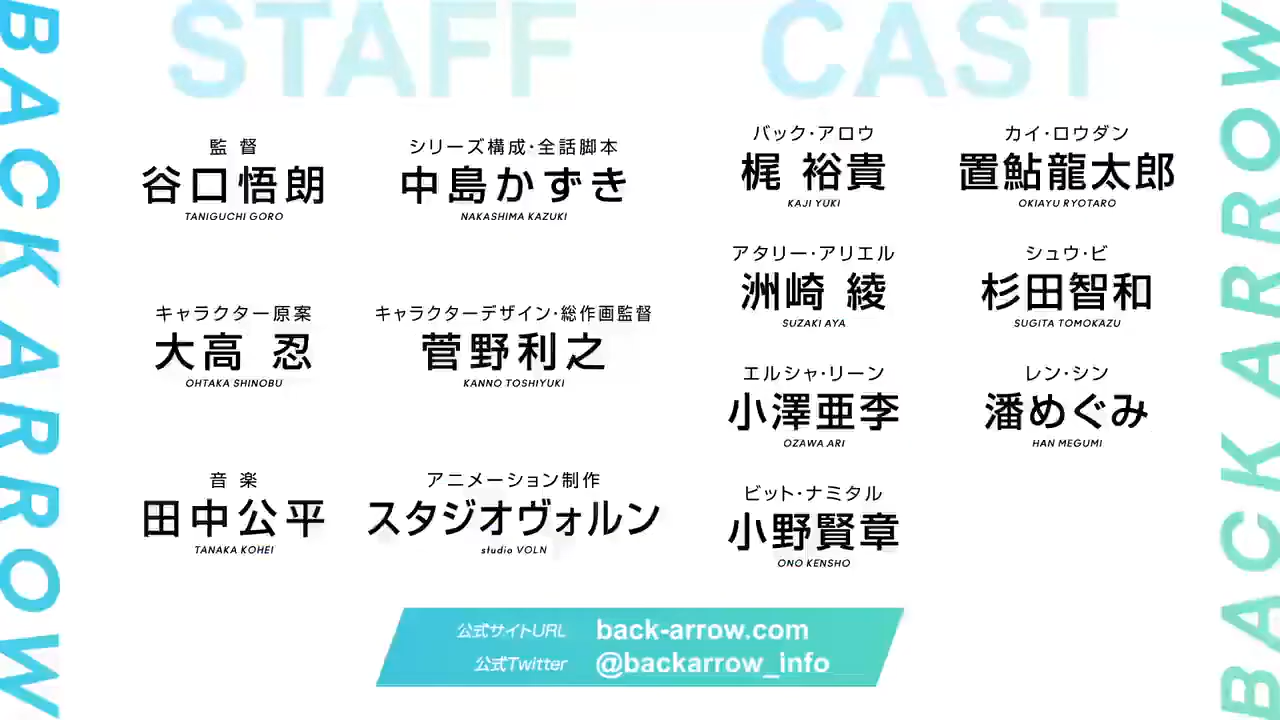 STAFF
監 督
谷口悟朗
TANIGUCHI GORO
シリーズ構成・全話脚本
中島かずき
NAKASHIMA KAZUKI
キャラクター原案
大高 忍
OHTAKA SHINOBU
キャラクターデザイン・総作画監督
菅野利之
KANNO TOSHIYUKI
音 楽
田中公平
TANAKA KOHEI
アニメーション制作
スタジオヴォルン
studio VOLN
CAST
バック・アロウ
梶 裕貴
KAJI YUKI
カイ・ロウダン
置鮎龍太郎
OKIAYU RYOTARO
アタリー・アリエル
洲崎 綾
SUZAKI AYA
シュウ・ビ
杉田智和
SUGITA TOMOKAZU
エルシャ・リーン
小澤亜李
OZAWA ARI
レン・シン
潘めぐみ
HAN MEGUMI
ビット・ナミタル
小野賢章
ONO KENSHO
公式サイトURL back-arrow.com
公式Twitter @backarrow_info
BACK ARROW
BACK ARROW